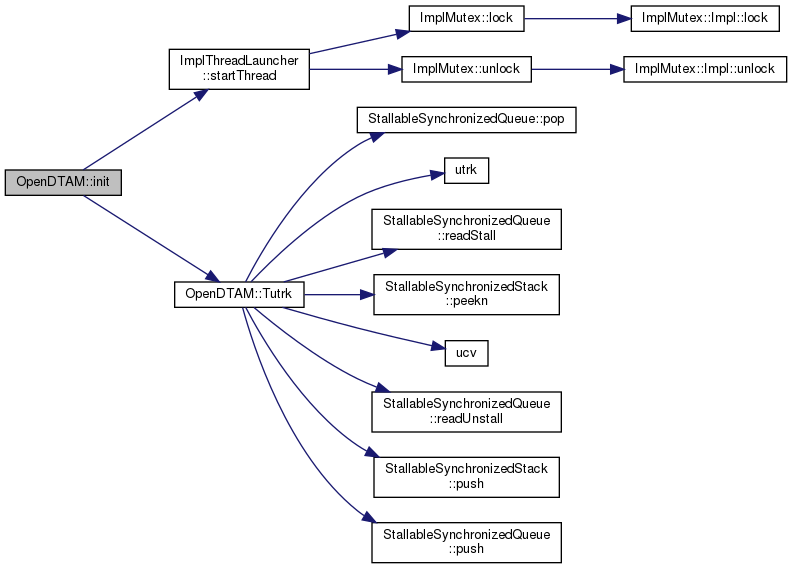 ImplMutex::lock
ImplMutex::Impl::lock
ImplThreadLauncher
::startThread
ImplMutex::unlock
ImplMutex::Impl::unlock
StallableSynchronizedQueue::pop
utrk
OpenDTAM::init
StallableSynchronizedQueue
::readStall
OpenDTAM::Tutrk
StallableSynchronizedStack
::peekn
ucv
StallableSynchronizedQueue
::readUnstall
StallableSynchronizedStack
::push
StallableSynchronizedQueue
::push